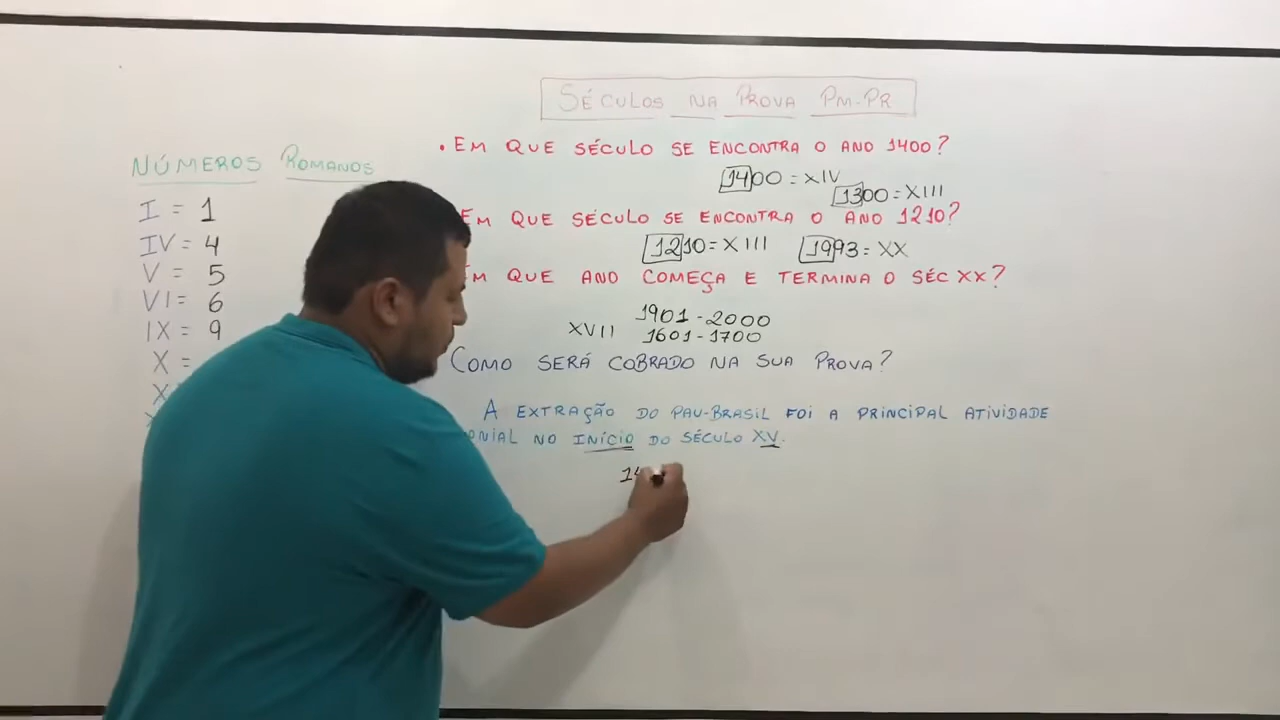 SÉCULOS NA PROVA PM-PR
NÚMEROS ROMANOS
I = 1
IV = 4
V = 5
VI = 6
IX = 9
X =
• EM QUE SÉCULO SE ENCONTRA O ANO 1400?
1400 = XIV
1300 = XIII
EM QUE SÉCULO SE ENCONTRA O ANO 1210?
1210 = XIII 1993 = XX
EM QUE ANO COMEÇA E TERMINA O SÉC XX?
1901 - 2000
XVII 1601 - 1700
COMO SERÁ COBRADO NA SUA PROVA?
A EXTRAÇÃO DO PAU-BRASIL FOI A PRINCIPAL ATIVIDADE
NO INÍCIO DO SÉCULO XV.